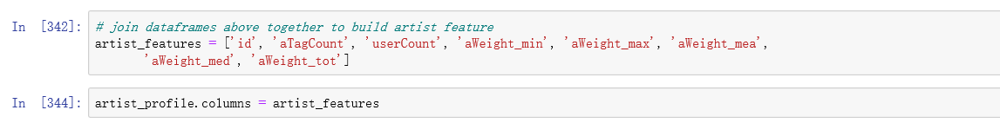 In [342]: # join dataframes above together to build artist feature
artist_features = ['id', 'aTagCount', 'userCount', 'aWeight_min', 'aWeight_max', 'aWeight_mea',
'aWeight_med', 'aWeight_tot']
In [344]: artist_profile.columns = artist_features